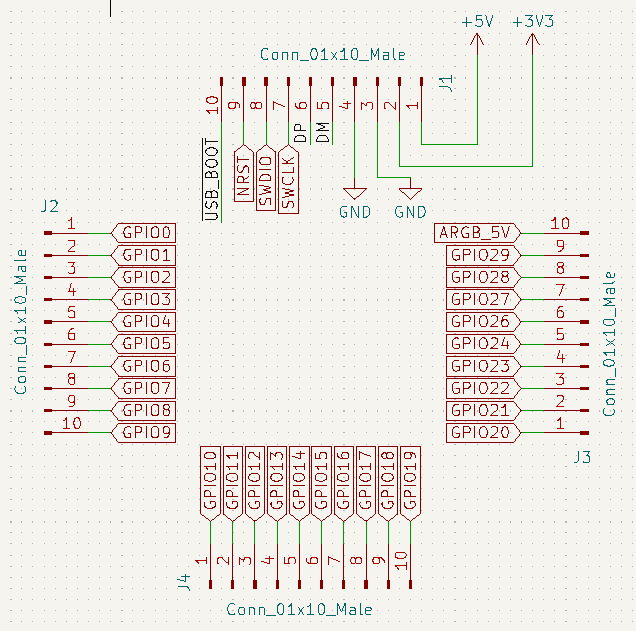 +5V
+3V3
Conn_01x10_Male
J1
10
9
8
7
6
5
4
3
2
1
USB_BOOT
NRST
SWDIO
SWCLK
DP
DM
GND
GND
J2
Conn_01x10_Male
1 GPIO0
2 GPIO1
3 GPIO2
4 GPIO3
5 GPIO4
6 GPIO5
7 GPIO6
8 GPIO7
9 GPIO8
10 GPIO9
ARGB_5V 10
GPIO29 9
GPIO28 8
GPIO27 7
GPIO26 6
GPIO24 5
GPIO23 4
GPIO22 3
GPIO21 2
GPIO20 1
Conn_01x10_Male
J3
GPIO10
GPIO11
GPIO12
GPIO13
GPIO14
GPIO15
GPIO16
GPIO17
GPIO18
GPIO19
1
2
3
4
5
6
7
8
9
10
J4
Conn_01x10_Male